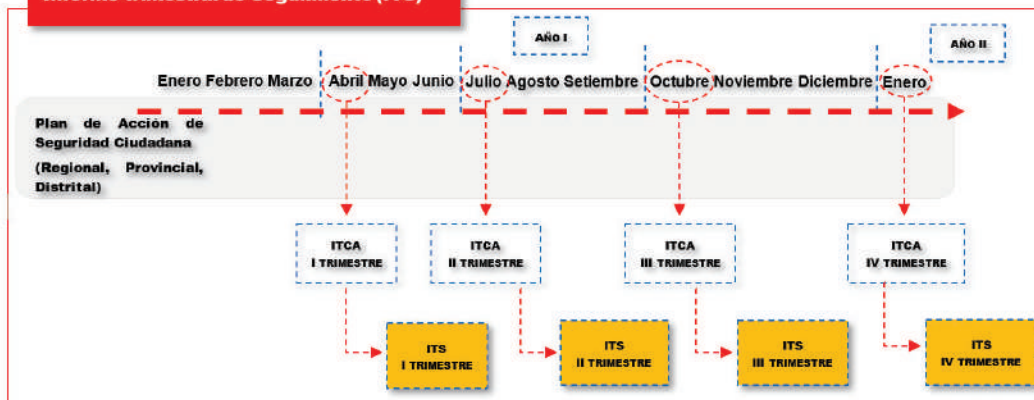 AÑO I
AÑO II
Enero Febrero Marzo Abril Mayo Junio Julio Agosto Setiembre Octubre Noviembre Diciembre Enero
Plan de Acción de
Seguridad Ciudadana
(Regional, Provincial,
Distrital)
ITCA
I TRIMESTRE
ITCA
II TRIMESTRE
ITCA
III TRIMESTRE
ITCA
IV TRIMESTRE
ITS
I TRIMESTRE
ITS
II TRIMESTRE
ITS
III TRIMESTRE
ITS
IV TRIMESTRE